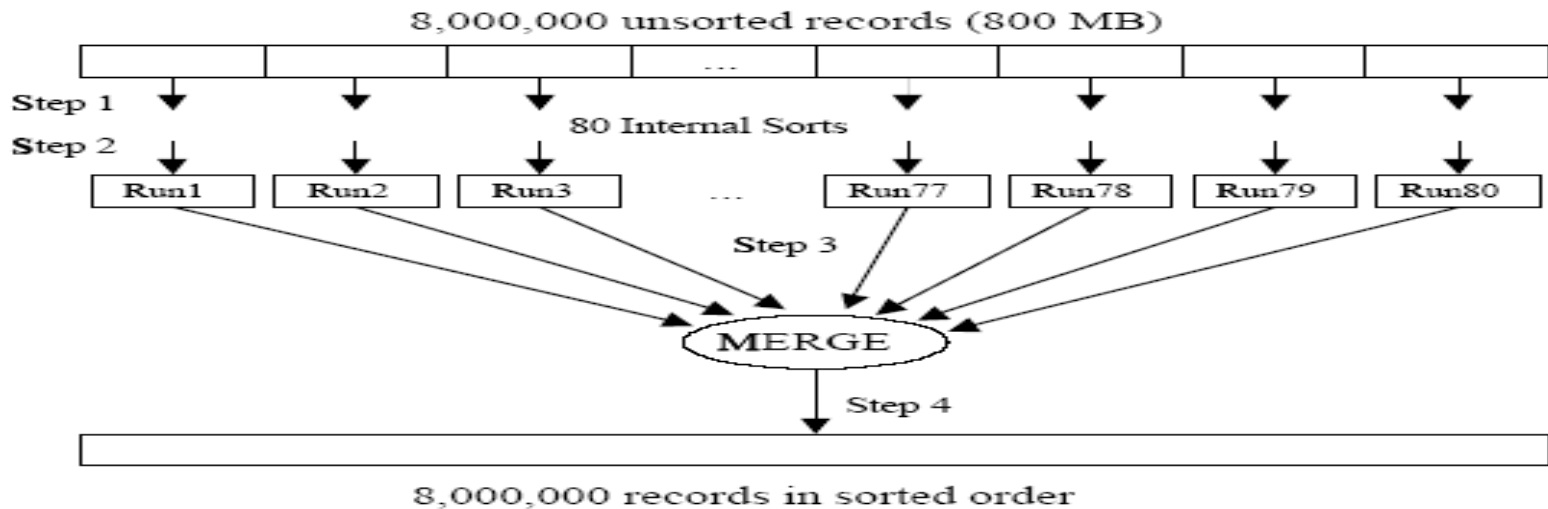 8,000,000 unsorted records (800 MB)
...
Step 1
80 Internal Sorts
Step 2
Run1 Run2 Run3 ... Run77 Run78 Run79 Run80
Step 3
MERGE
Step 4
8,000,000 records in sorted order